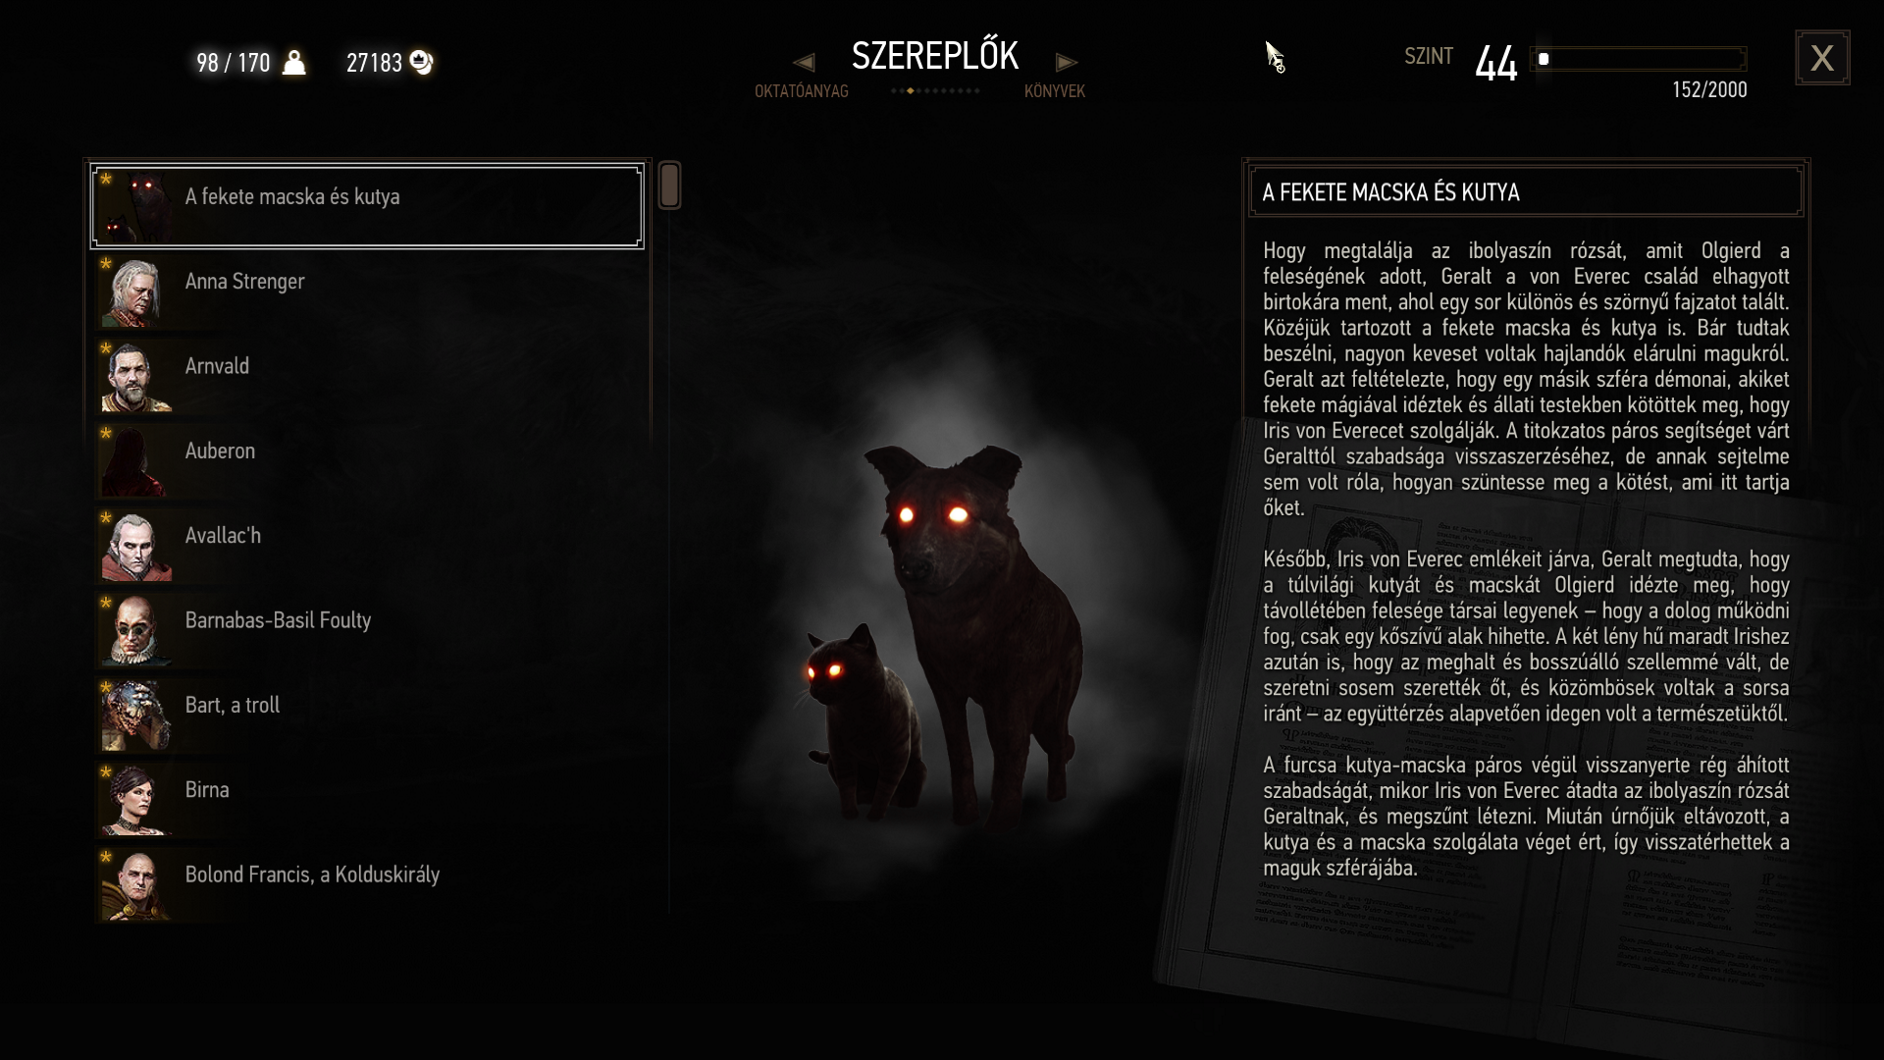 98 / 170
27183
SZEREPLŐK
OKTATÓANYAG
KÖNYVEK
SZINT 44
152/2000
X
A fekete macska és kutya
Anna Strenger
Arnvald
Auberon
Avallac'h
Barnabas-Basil Foulty
Bart, a troll
Birna
Bolond Francis, a Kolduskirály
A FEKETE MACSKA ÉS KUTYA
Hogy megtalálja az ibolyaszín rózsát, amit Olgierd a
feleségének adott, Geralt a von Everec család elhagyott
birtokára ment, ahol egy sor különös és szörnyű fajzatot talált.
Közéjük tartozott a fekete macska és kutya is. Bár tudtak
beszélni, nagyon keveset voltak hajlandók elárulni magukról.
Geralt azt feltételezte, hogy egy másik szféra démonai, akiket
fekete mágiával idéztek és állati testekben kötöttek meg, hogy
Iris von Everecet szolgálják. A titokzatos páros segítséget várt
Geralttól szabadsága visszaszerzéséhez, de annak sejtelme
sem volt róla, hogyan szüntesse meg a kötést, ami itt tartja
őket.
Később, Iris von Everec emlékeit járva, Geralt megtudta, hogy
a túlvilági kutyát és macskát Olgierd idézte meg, hogy
távollétében felesége társai legyenek – hogy a dolog működni
fog, csak egy kőszívű alak hihette. A két lény hű maradt Irishez
azután is, hogy az meghalt és bosszúálló szellemmé vált, de
szeretni sosem szerették őt, és közömbösek voltak a sorsa
iránt – az együttérzés alapvetően idegen volt a természetüktől.
A furcsa kutya-macska páros végül visszanyerte rég áhított
szabadságát, mikor Iris von Everec átadta az ibolyaszín rózsát
Geraltnak, és megszűnt létezni. Miután úrnőjük eltávozott, a
kutya és a macska szolgálata véget ért, így visszatérhettek a
maguk szférájába.